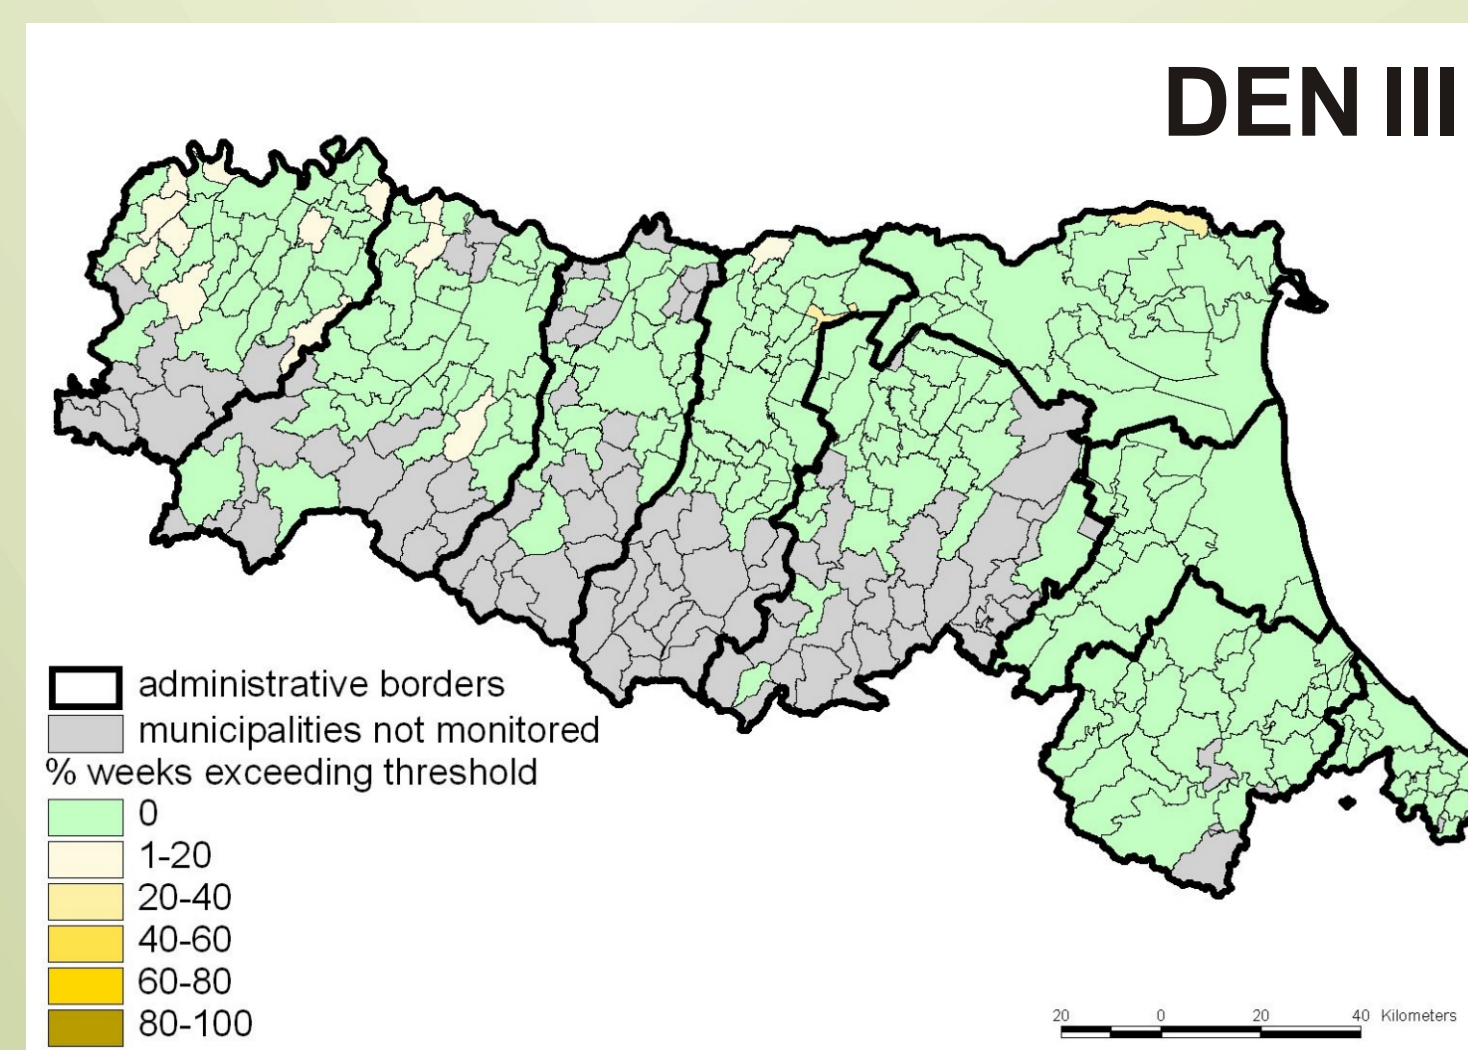 DEN III
administrative borders
municipalities not monitored
% weeks exceeding threshold
0
1-20
20-40
40-60
60-80
80-100
20 0 20 40 Kilometers